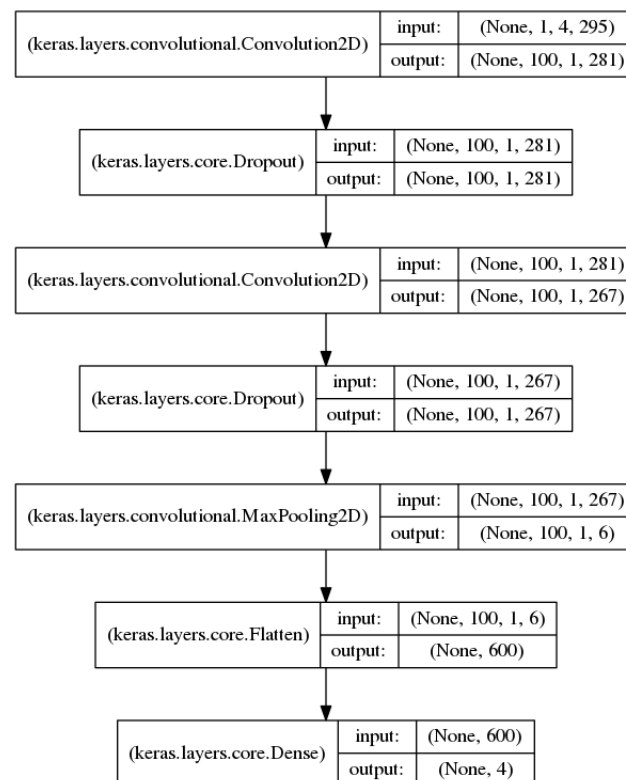 (keras.layers.convolutional.Convolution2D) input: (None, 1, 4, 295)
output: (None, 100, 1, 281)
(keras.layers.core.Dropout) input: (None, 100, 1, 281)
output: (None, 100, 1, 281)
(keras.layers.convolutional.Convolution2D) input: (None, 100, 1, 281)
output: (None, 100, 1, 267)
(keras.layers.core.Dropout) input: (None, 100, 1, 267)
output: (None, 100, 1, 267)
(keras.layers.convolutional.MaxPooling2D) input: (None, 100, 1, 267)
output: (None, 100, 1, 6)
(keras.layers.core.Flatten) input: (None, 100, 1, 6)
output: (None, 600)
(keras.layers.core.Dense) input: (None, 600)
output: (None, 4)